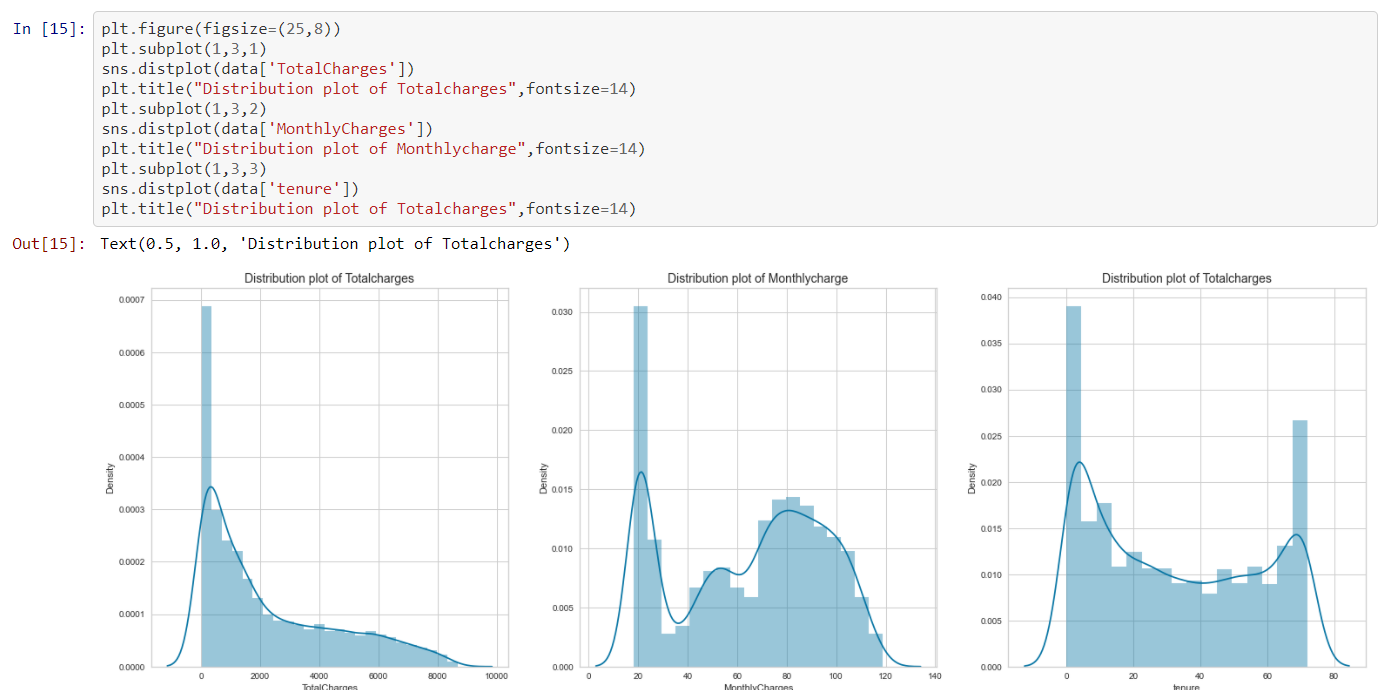 In [15]:
plt.figure(figsize=(25,8))
plt.subplot(1,3,1)
sns.distplot(data['TotalCharges'])
plt.title("Distribution plot of Totalcharges",fontsize=14)
plt.subplot(1,3,2)
sns.distplot(data['MonthlyCharges'])
plt.title("Distribution plot of Monthlycharge",fontsize=14)
plt.subplot(1,3,3)
sns.distplot(data['tenure'])
plt.title("Distribution plot of Totalcharges",fontsize=14)
Out[15]: Text(0.5, 1.0, 'Distribution plot of Totalcharges')
Distribution plot of Totalcharges
0.0007
0.0006
0.0005
0.0004
0.0003
0.0002
0.0001
0.0000
Density
0 2000 4000 6000 8000 10000
TotalCharges
Distribution plot of Monthlycharge
0.030
0.025
0.020
0.015
0.010
0.005
0.000
Density
0 20 40 60 80 100 120 140
MonthlyCharges
Distribution plot of Totalcharges
0.040
0.035
0.030
0.025
0.020
0.015
0.010
0.005
0.000
Density
0 20 40 60 80
tenure